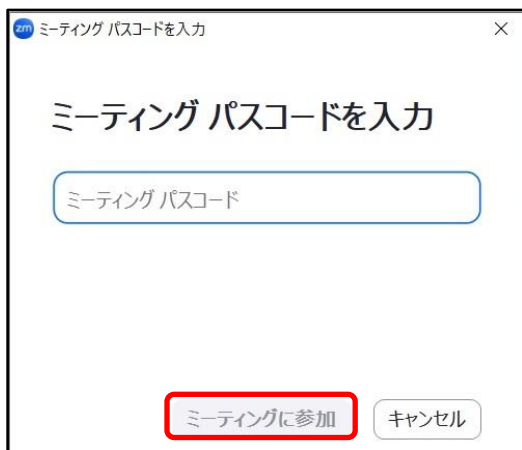 zm ミーティング パスコードを入力
ミーティング パスコードを入力
ミーティング パスコード
ミーティングに参加 キャンセル